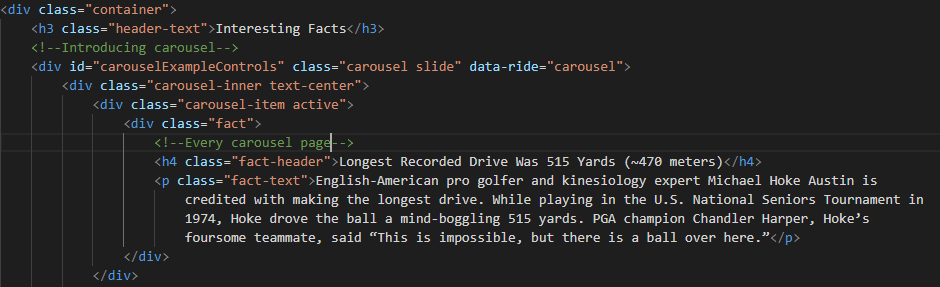 <div class="container">
<h3 class="header-text">Interesting Facts</h3>
<!--Introducing carousel-->
<div id="carouselExampleControls" class="carousel slide" data-ride="carousel">
<div class="carousel-inner text-center">
<div class="carousel-item active">
<div class="fact">
<!--Every carousel page-->
<h4 class="fact-header">Longest Recorded Drive Was 515 Yards (~470 meters)</h4>
<p class="fact-text">English-American pro golfer and kinesiology expert Michael Hoke Austin is
credited with making the longest drive. While playing in the U.S. National Seniors Tournament in
1974, Hoke drove the ball a mind-boggling 515 yards. PGA champion Chandler Harper, Hoke’s
foursome teammate, said “This is impossible, but there is a ball over here.”</p>
</div>
</div>